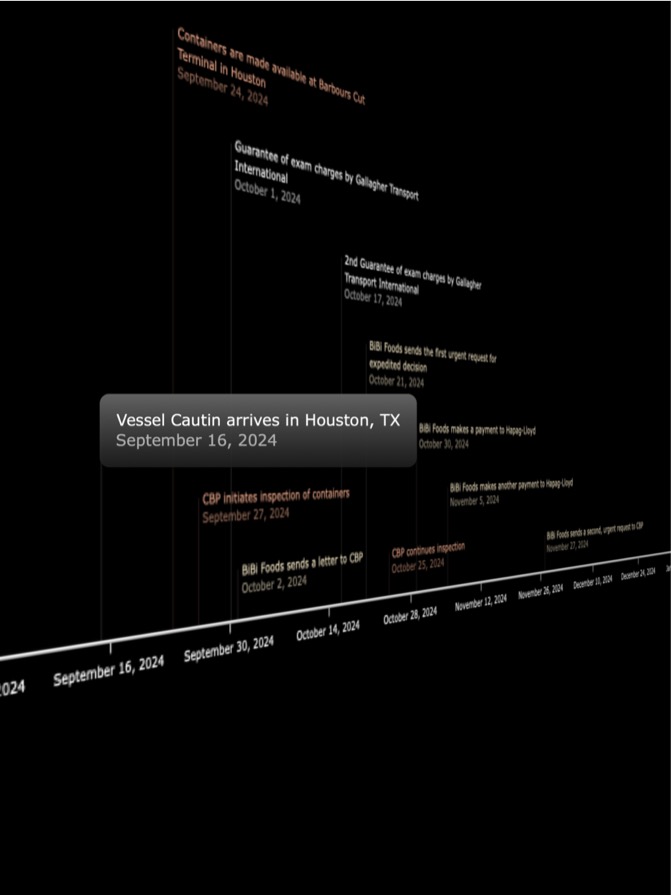 Containers are made available at Barbours Cut
Terminal in Houston
September 24, 2024
Guarantee of exam charges by Gallagher Transport
International
October 1, 2024
2nd Guarantee of exam charges by Gallagher
Transport International
October 17, 2024
BiBi Foods sends the first urgent request for
expedited decision
October 21, 2024
Vessel Cautin arrives in Houston, TX
September 16, 2024
BiBi Foods makes a payment to Hapag-Lloyd
October 30, 2024
CBP initiates inspection of containers
September 27, 2024
BiBi Foods makes another payment to Hapag-Lloyd
November 5, 2024
BiBi Foods sends a letter to CBP
October 2, 2024
CBP continues inspection
October 25, 2024
BiBi Foods sends a second, urgent request to CBP
November 27, 2024
2024
September 16, 2024
September 30, 2024
October 14, 2024
October 28, 2024
November 12, 2024
November 26, 2024
December 10, 2024
December 24, 2024